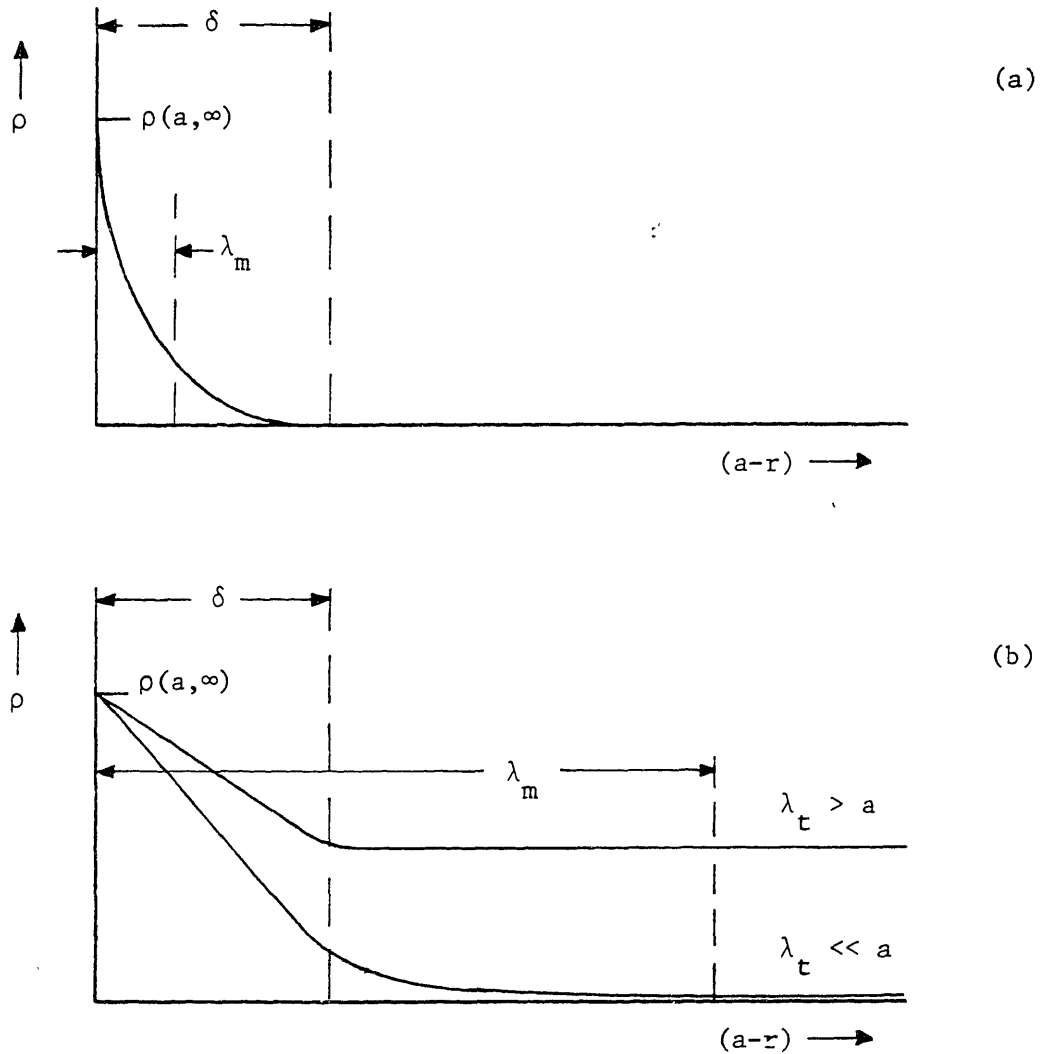 δ
(a)
ρ
ρ(a,∞)
λm
(a-r)
δ
(b)
ρ
ρ(a,∞)
λm
λt > a
λt << a
(a-r)